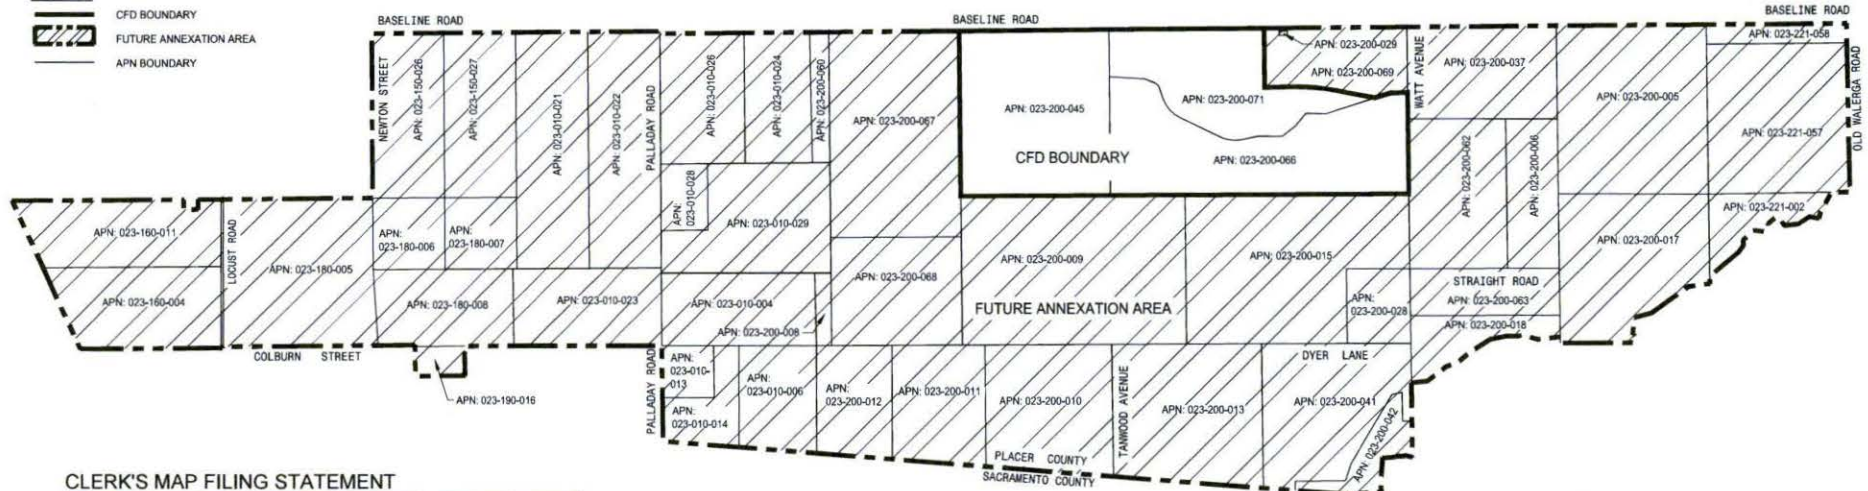 CFD BOUNDARY
FUTURE ANNEXATION AREA
APN BOUNDARY
BASELINE ROAD
BASELINE ROAD
BASELINE ROAD
NEWTON STREET
APN: 023-150-026
APN: 023-150-027
APN: 023-010-021
APN: 023-010-022
PALLADAY ROAD
APN: 023-010-026
APN: 023-010-024
APN: 023-200-060
APN: 023-200-067
APN: 023-200-045
APN: 023-200-071
CFD BOUNDARY
APN: 023-200-066
APN: 023-200-029
APN: 023-200-069
WATT AVENUE
APN: 023-200-037
APN: 023-200-005
APN: 023-221-058
APN: 023-221-057
OLD WALERGA ROAD
APN: 023-200-062
APN: 023-200-006
APN: 023-221-002
APN: 023-200-017
APN: 023-160-011
LOCUST ROAD
APN: 023-180-005
APN:
023-180-006
APN:
023-180-007
APN:
023-010-028
APN: 023-010-029
APN: 023-200-068
APN: 023-200-009
APN: 023-200-015
FUTURE ANNEXATION AREA
STRAIGHT ROAD
APN: 023-200-063
APN:
023-200-028
APN: 023-200-018
APN: 023-160-004
APN: 023-180-008
APN: 023-010-023
APN: 023-010-004
APN: 023-200-008
COLBURN STREET
APN: 023-190-016
PALLADAY ROAD
APN:
023-010-
013
APN:
023-010-014
APN:
023-010-006
APN:
023-200-012
APN: 023-200-011
APN: 023-200-010
TANWOOD AVENUE
APN: 023-200-013
DYER LANE
APN: 023-200-041
APN: 023-200-042
PLACER COUNTY
SACRAMENTO COUNTY
CLERK'S MAP FILING STATEMENT